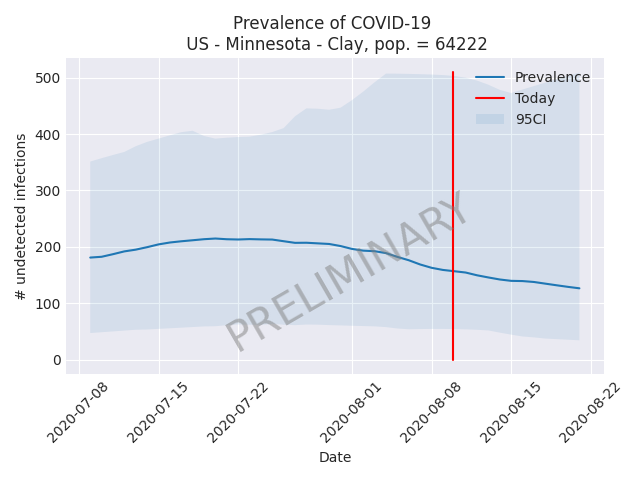 Prevalence of COVID-19
US - Minnesota - Clay, pop. = 64222
# undetected infections
500
400
300
200
100
0
Prevalence
Today
95CI
PRELIMINARY
2020-07-08
2020-07-15
2020-07-22
2020-08-01
2020-08-08
2020-08-15
2020-08-22
Date